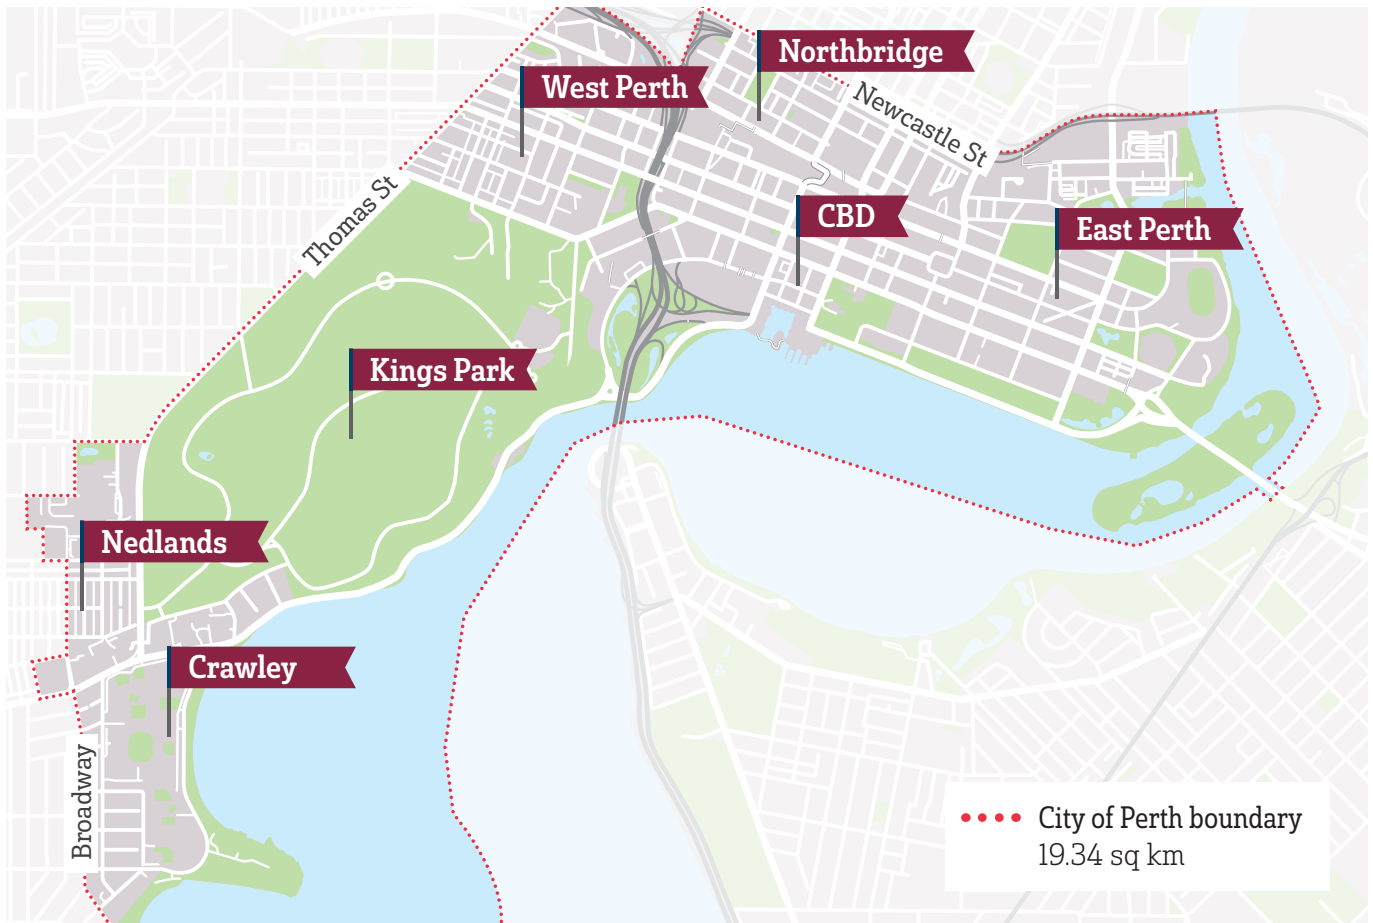 Northbridge
West Perth
Newcastle St
Thomas St
CBD
East Perth
Kings Park
Nedlands
Crawley
Broadway
City of Perth boundary
19.34 sq km